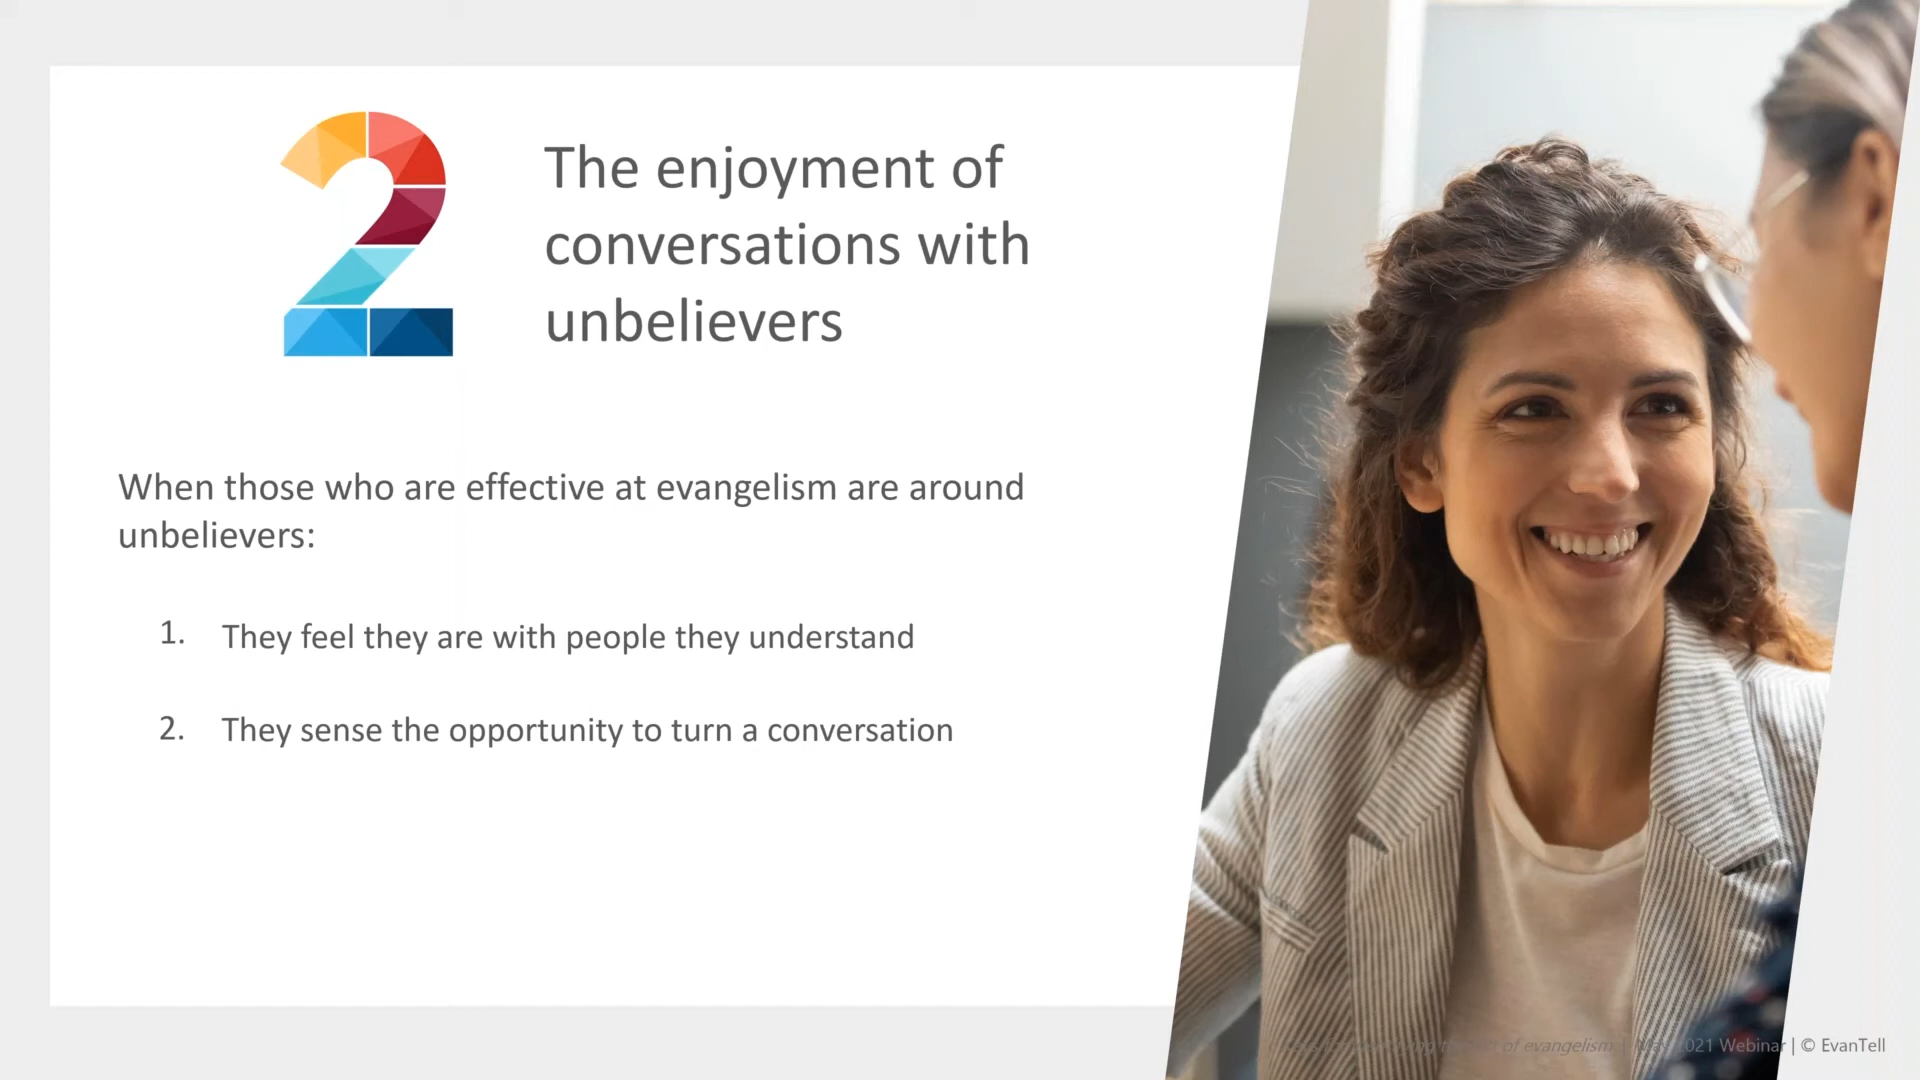 2
The enjoyment of
conversations with
unbelievers
When those who are effective at evangelism are around
unbelievers:
1. They feel they are with people they understand
2. They sense the opportunity to turn a conversation
of evangelism 2021 Webinar | © EvanTell